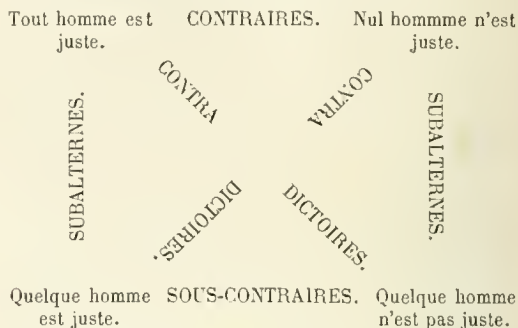 Tout homme est CONTRAIRES. Nul hommme n'est
juste. juste.
CONTRA CONTRA
SUBALTERNES. SUBALTERNES.
DICTOIRES. DICTOIRES.
Quelque homme SOUS-CONTRAIRES. Quelque homme
est juste. n'est pas juste.